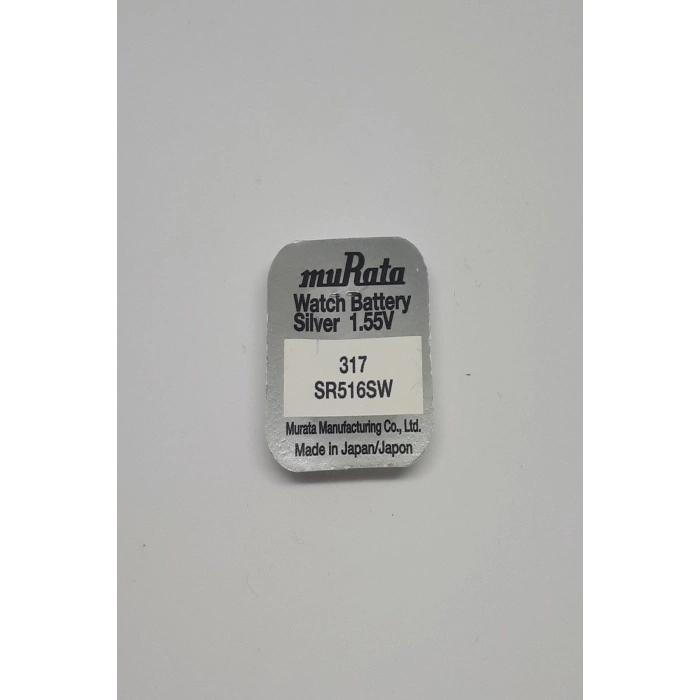 muRata
Watch Battery
Silver 1.55V
317
SR516SW
Murata Manufacturing Co., Ltd.
Made in Japan/Japon